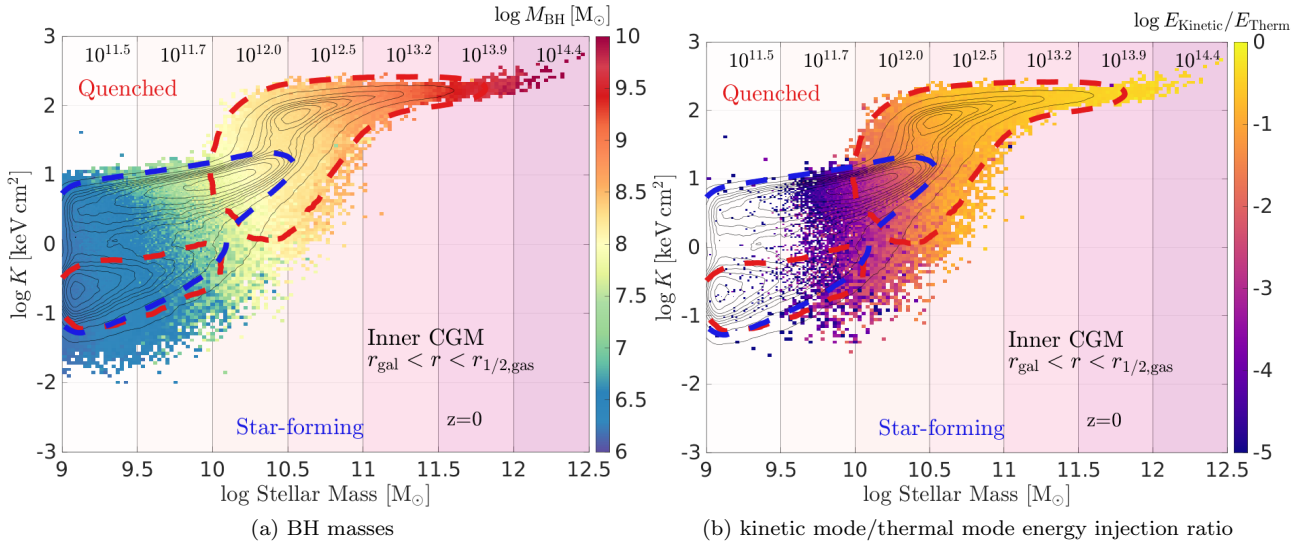 log M_BH [M_⊙]
10^11.5 10^11.7 10^12.0 10^12.5 10^13.2 10^13.9 10^14.4
Quenched
3
2
1
0
-1
-2
-3
log K [keV cm^2]
Inner CGM
r_gal < r < r_1/2,gas
Star-forming
z=0
9 9.5 10 10.5 11 11.5 12 12.5
log Stellar Mass [M_⊙]
10
9.5
9
8.5
8
7.5
7
6.5
6
(a) BH masses
log E_Kinetic/E_Therm
10^11.5 10^11.7 10^12.0 10^12.5 10^13.2 10^13.9 10^14.4
Quenched
3
2
1
0
-1
-2
-3
log K [keV cm^2]
Inner CGM
r_gal < r < r_1/2,gas
Star-forming
z=0
9 9.5 10 10.5 11 11.5 12 12.5
log Stellar Mass [M_⊙]
0
-1
-2
-3
-4
-5
(b) kinetic mode/thermal mode energy injection ratio